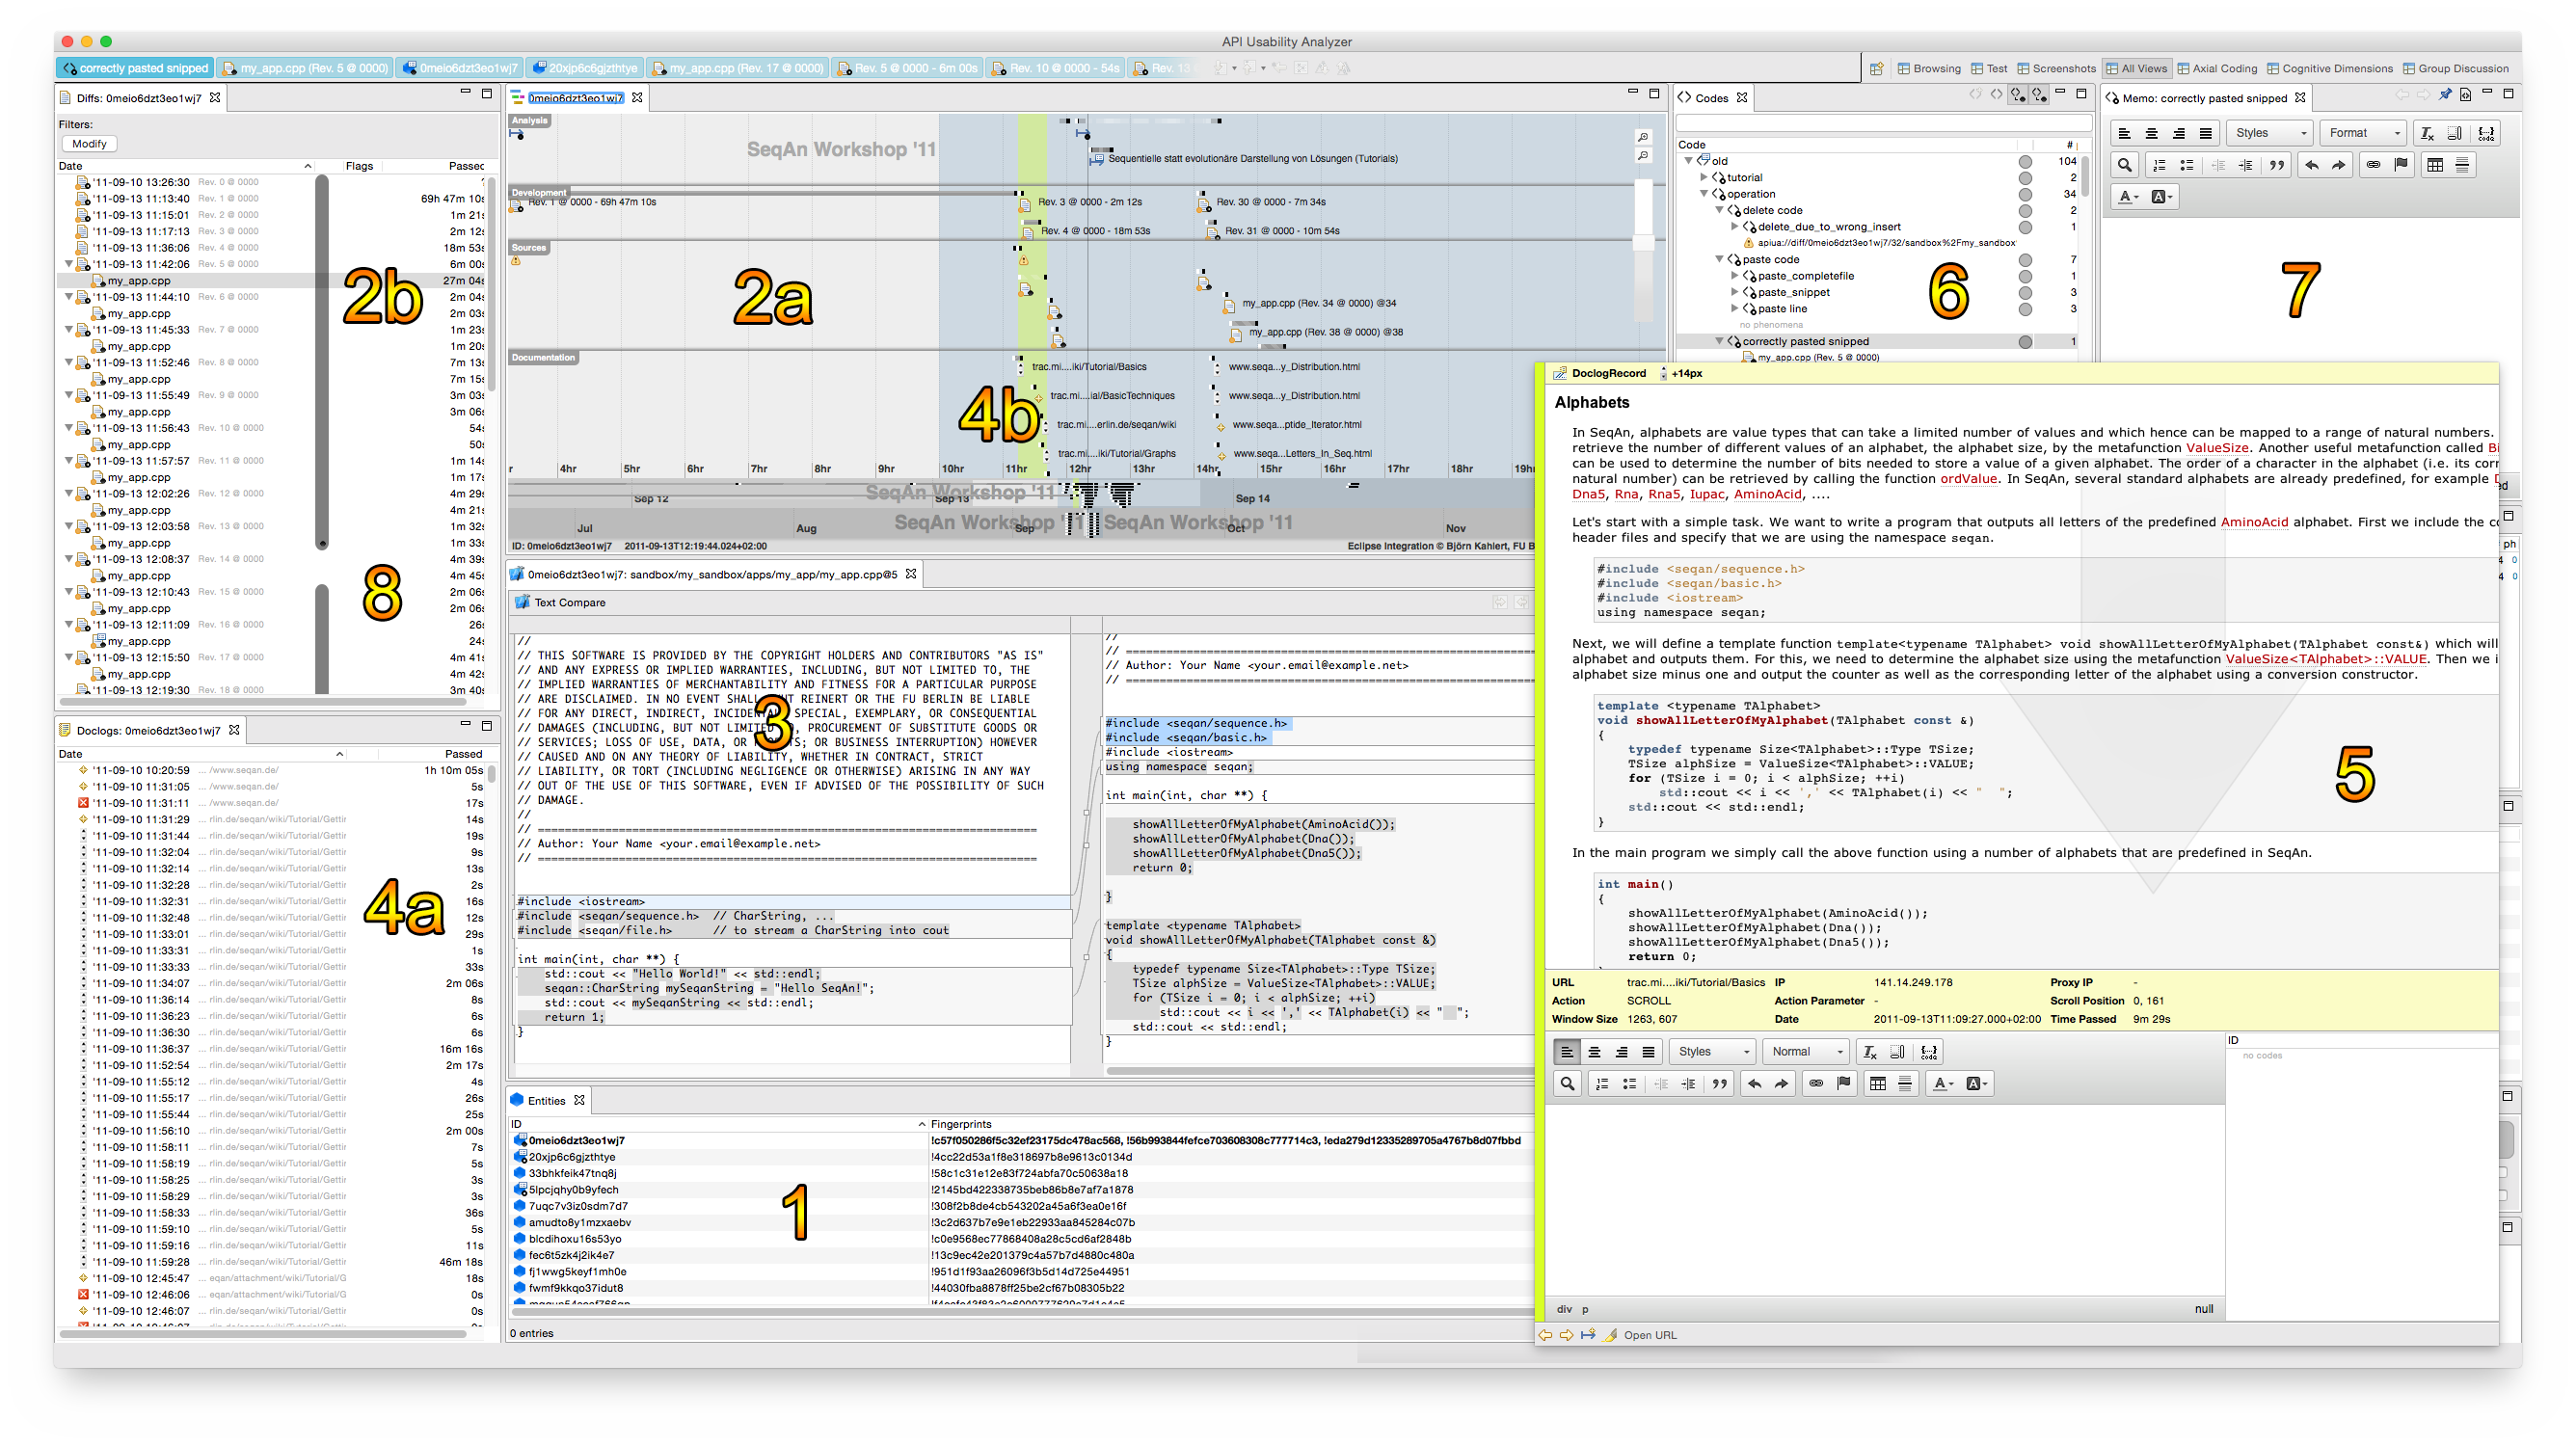 API Usability Analyzer
correctly pasted snipped
my_app.cpp (Rev. 5 @ 0000)
0meio6dzt3eo1wj7
20xjp6c6gjzthtye
my_app.cpp (Rev. 17 @ 0000)
Rev. 5 @ 0000 - 6m 00s
Rev. 10 @ 0000 - 54s
Rev. 13
Browsing
Test
Screenshots
All Views
Axial Coding
Cognitive Dimensions
Group Discussion
Diffs: 0meio6dzt3eo1wj7
Filters:
Modify
Date Flags Passed
'11-09-10 13:26:30 Rev. 0 @ 0000
'11-09-13 11:13:40 Rev. 1 @ 0000 69h 47m 10s
'11-09-13 11:15:01 Rev. 2 @ 0000 1m 21s
'11-09-13 11:17:13 Rev. 3 @ 0000 2m 12s
'11-09-13 11:36:06 Rev. 4 @ 0000 18m 53s
'11-09-13 11:42:06 Rev. 5 @ 0000 6m 00s
my_app.cpp 27m 04s
'11-09-13 11:44:10 Rev. 6 @ 0000 2m 04s
my_app.cpp 2m 03s
'11-09-13 11:45:33 Rev. 7 @ 0000 1m 23s
my_app.cpp 1m 20s
'11-09-13 11:52:46 Rev. 8 @ 0000 7m 13s
my_app.cpp 7m 15s
'11-09-13 11:55:49 Rev. 9 @ 0000 3m 03s
my_app.cpp 3m 06s
'11-09-13 11:56:43 Rev. 10 @ 0000 54s
my_app.cpp 50s
'11-09-13 11:57:57 Rev. 11 @ 0000 1m 14s
my_app.cpp 1m 17s
'11-09-13 12:02:26 Rev. 12 @ 0000 4m 29s
my_app.cpp 4m 21s
'11-09-13 12:03:58 Rev. 13 @ 0000 1m 32s
my_app.cpp 1m 33s
'11-09-13 12:08:37 Rev. 14 @ 0000 4m 39s
my_app.cpp 4m 45s
'11-09-13 12:10:43 Rev. 15 @ 0000 2m 06s
my_app.cpp 2m 06s
'11-09-13 12:11:09 Rev. 16 @ 0000 26s
my_app.cpp 24s
'11-09-13 12:15:50 Rev. 17 @ 0000 4m 41s
my_app.cpp 4m 42s
'11-09-13 12:19:30 Rev. 18 @ 0000 3m 40s
2b
8
Doclogs: 0meio6dzt3eo1wj7
Date Passed
'11-09-10 10:20:59 ... /www.seqan.de/ 1h 10m 05s
'11-09-10 11:31:05 ... /www.seqan.de/ 5s
'11-09-10 11:31:11 ... /www.seqan.de/ 17s
'11-09-10 11:31:29 ... rlin.de/seqan/wiki/Tutorial/Gettir 14s
'11-09-10 11:31:44 ... rlin.de/seqan/wiki/Tutorial/Gettir 19s
'11-09-10 11:32:04 ... rlin.de/seqan/wiki/Tutorial/Gettir 9s
'11-09-10 11:32:14 ... rlin.de/seqan/wiki/Tutorial/Gettir 13s
'11-09-10 11:32:28 ... rlin.de/seqan/wiki/Tutorial/Gettir 2s
'11-09-10 11:32:31 ... rlin.de/seqan/wiki/Tutorial/Gettir 16s
'11-09-10 11:32:48 ... rlin.de/seqan/wiki/Tutorial/Gettir 12s
'11-09-10 11:33:01 ... rlin.de/seqan/wiki/Tutorial/Gettir 29s
'11-09-10 11:33:31 ... rlin.de/seqan/wiki/Tutorial/Gettir 1s
'11-09-10 11:33:33 ... rlin.de/seqan/wiki/Tutorial/Gettir 33s
'11-09-10 11:34:07 ... rlin.de/seqan/wiki/Tutorial/Gettir 2m 06s
'11-09-10 11:36:14 ... rlin.de/seqan/wiki/Tutorial/Gettir 8s
'11-09-10 11:36:23 ... rlin.de/seqan/wiki/Tutorial/Gettir 6s
'11-09-10 11:36:30 ... rlin.de/seqan/wiki/Tutorial/Gettir 6s
'11-09-10 11:36:37 ... rlin.de/seqan/wiki/Tutorial/Gettir 16m 16s
'11-09-10 11:52:54 ... rlin.de/seqan/wiki/Tutorial/Gettir 2m 17s
'11-09-10 11:55:12 ... rlin.de/seqan/wiki/Tutorial/Gettir 4s
'11-09-10 11:55:17 ... rlin.de/seqan/wiki/Tutorial/Gettir 26s
'11-09-10 11:55:44 ... rlin.de/seqan/wiki/Tutorial/Gettir 25s
'11-09-10 11:56:10 ... rlin.de/seqan/wiki/Tutorial/Gettir 2m 00s
'11-09-10 11:58:11 ... rlin.de/seqan/wiki/Tutorial/Gettir 7s
'11-09-10 11:58:19 ... rlin.de/seqan/wiki/Tutorial/Gettir 5s
'11-09-10 11:58:25 ... rlin.de/seqan/wiki/Tutorial/Gettir 3s
'11-09-10 11:58:29 ... rlin.de/seqan/wiki/Tutorial/Gettir 3s
'11-09-10 11:58:33 ... rlin.de/seqan/wiki/Tutorial/Gettir 36s
'11-09-10 11:59:10 ... rlin.de/seqan/wiki/Tutorial/Gettir 5s
'11-09-10 11:59:16 ... rlin.de/seqan/wiki/Tutorial/Gettir 11s
'11-09-10 11:59:28 ... rlin.de/seqan/wiki/Tutorial/Gettir 46m 18s
'11-09-10 12:45:47 ... eqan/attachment/wiki/Tutorial/G 18s
'11-09-10 12:46:06 ... eqan/attachment/wiki/Tutorial/G 0s
'11-09-10 12:46:07 ... rlin.de/seqan/wiki/Tutorial/Gettir 0s
4a
0meio6dzt3eo1wj7
Analysis
SeqAn Workshop '11
Sequentielle statt evolutionäre Darstellung von Lösungen (Tutorials)
Development
Rev. 1 @ 0000 - 69h 47m 10s
Rev. 3 @ 0000 - 2m 12s
Rev. 30 @ 0000 - 7m 34s
Rev. 4 @ 0000 - 18m 53s
Rev. 31 @ 0000 - 10m 54s
Sources
2a
my_app.cpp (Rev. 34 @ 0000) @34
my_app.cpp (Rev. 38 @ 0000) @38
Documentation
trac.mi....iki/Tutorial/Basics
www.seqa...y_Distribution.html
trac.mi....ial/BasicTechniques
www.seqa...y_Distribution.html
4b
trac.mi....erlin.de/seqan/wiki
www.seqa...ptide_Iterator.html
trac.mi....iki/Tutorial/Graphs
www.seqa...Letters_In_Seq.html
r 4hr 5hr 6hr 7hr 8hr 9hr 10hr 11hr 12hr 13hr 14hr 15hr 16hr 17hr 18hr 19hr
SeqAn Workshop '11
Sep 12 Sep 13 Sep 14
SeqAn Workshop '11 SeqAn Workshop '11
Jul Aug Sep Oct Nov
ID: 0meio6dzt3eo1wj7 2011-09-13T12:19:44.024+02:00 Eclipse Integration © Björn Kahlert, FU B
0meio6dzt3eo1wj7: sandbox/my_sandbox/apps/my_app/my_app.cpp@5
Text Compare
//
// THIS SOFTWARE IS PROVIDED BY THE COPYRIGHT HOLDERS AND CONTRIBUTORS "AS IS"
// AND ANY EXPRESS OR IMPLIED WARRANTIES, INCLUDING, BUT NOT LIMITED TO, THE
// IMPLIED WARRANTIES OF MERCHANTABILITY AND FITNESS FOR A PARTICULAR PURPOSE
// ARE DISCLAIMED. IN NO EVENT SHALL REINERT OR THE FU BERLIN BE LIABLE
// FOR ANY DIRECT, INDIRECT, SPECIAL, EXEMPLARY, OR CONSEQUENTIAL
// DAMAGES (INCLUDING, BUT NOT PROCUREMENT OF SUBSTITUTE GOODS OR
// SERVICES; LOSS OF USE, DATA, OR OR BUSINESS INTERRUPTION) HOWEVER
// CAUSED AND ON ANY THEORY OF LIABILITY, WHETHER IN CONTRACT, STRICT
// LIABILITY, OR TORT (INCLUDING NEGLIGENCE OR OTHERWISE) ARISING IN ANY WAY
// OUT OF THE USE OF THIS SOFTWARE, EVEN IF ADVISED OF THE POSSIBILITY OF SUCH
// DAMAGE.
//
// ==========================================================================
// Author: Your Name <your.email@example.net>
// ==========================================================================
#include <iostream>
#include <seqan/sequence.h> // CharString, ...
#include <seqan/file.h> // to stream a CharString into cout
int main(int, char **) {
std::cout << "Hello World!" << std::endl;
seqan::CharString mySeqanString = "Hello SeqAn!";
std::cout << mySeqanString << std::endl;
return 1;
}
3
//
// ==========================================================================
// Author: Your Name <your.email@example.net>
// ==========================================================================
#include <seqan/sequence.h>
#include <seqan/basic.h>
#include <iostream>
using namespace seqan;
int main(int, char **) {
showAllLetterOfMyAlphabet(AminoAcid());
showAllLetterOfMyAlphabet(Dna());
showAllLetterOfMyAlphabet(Dna5());
return 0;
}
template <typename TAlphabet>
void showAllLetterOfMyAlphabet(TAlphabet const &)
{
typedef typename Size<TAlphabet>::Type TSize;
TSize alphSize = ValueSize<TAlphabet>::VALUE;
for (TSize i = 0; i < alphSize; ++i)
std::cout << i << ',' << TAlphabet(i) << " ";
std::cout << std::endl;
}
Entities
ID Fingerprints
0meio6dzt3eo1wj7 !c57f050286f5c32ef23175dc478ac568, !56b993844fefce703608308c777714c3, !eda279d12335289705a4767b8d07fbbd
20xjp6c6gjzthtye !4cc22d53a1f8e318697b8e9613c0134d
33bhkfeik47tnq8j !58c1c31e12e83f724abfa70c50638a18
5lpcjqhy0b9yfech !2145bd422338735beb86b8e7af7a1878
7uqc7v3iz0sdm7d7 !308f2b8de4cb543202a45a6f3ea0e16f
amudto8y1mzxaebv !3c2d637b7e9e1eb22933aa845284c07b
blcdihoxu16s53yo !c0e9568ec77868408a28c5cd6af2848b
fec6t5zk4j2ik4e7 !13c9ec42e201379c4a57b7d4880c480a
fj1wwg5keyf1mh0e !951d1f93aa26096f3b5d14d725e44951
fwmf9kkqo37idut8 !44030fba8878ff25be2cf67b08305b22
1
0 entries
Codes
Code #
old 104
tutorial 2
operation 34
delete code 2
delete_due_to_wrong_insert 1
apiua://diff/0meio6dzt3eo1wj7/32/sandbox%2Fmy_sandbox
paste code 7
paste_completefile 1
paste_snippet 3
paste line 3
no phenomena
correctly pasted snipped 1
my_app.cpp (Rev. 5 @ 0000)
6
Memo: correctly pasted snipped
Styles Format
7
DoclogRecord +14px
Alphabets
In SeqAn, alphabets are value types that can take a limited number of values and which hence can be mapped to a range of natural numbers.
retrieve the number of different values of an alphabet, the alphabet size, by the metafunction ValueSize. Another useful metafunction called Bi
can be used to determine the number of bits needed to store a value of a given alphabet. The order of a character in the alphabet (i.e. its corr
natural number) can be retrieved by calling the function ordValue. In SeqAn, several standard alphabets are already predefined, for example D
Dna5, Rna, Rna5, Iupac, AminoAcid, ....
Let's start with a simple task. We want to write a program that outputs all letters of the predefined AminoAcid alphabet. First we include the co
header files and specify that we are using the namespace seqan.
#include <seqan/sequence.h>
#include <seqan/basic.h>
#include <iostream>
using namespace seqan;
Next, we will define a template function template<typename TAlphabet> void showAllLetterOfMyAlphabet(TAlphabet const&) which will
alphabet and outputs them. For this, we need to determine the alphabet size using the metafunction ValueSize<TAlphabet>::VALUE. Then we i
alphabet size minus one and output the counter as well as the corresponding letter of the alphabet using a conversion constructor.
template <typename TAlphabet>
void showAllLetterOfMyAlphabet(TAlphabet const &)
{
typedef typename Size<TAlphabet>::Type TSize;
TSize alphSize = ValueSize<TAlphabet>::VALUE;
for (TSize i = 0; i < alphSize; ++i)
std::cout << i << ',' << TAlphabet(i) << " ";
std::cout << std::endl;
}
5
In the main program we simply call the above function using a number of alphabets that are predefined in SeqAn.
int main()
{
showAllLetterOfMyAlphabet(AminoAcid());
showAllLetterOfMyAlphabet(Dna());
showAllLetterOfMyAlphabet(Dna5());
return 0;
URL trac.mi....iki/Tutorial/Basics IP 141.14.249.178 Proxy IP -
Action SCROLL Action Parameter - Scroll Position 0, 161
Window Size 1263, 607 Date 2011-09-13T11:09:27.000+02:00 Time Passed 9m 29s
Styles Normal
ID
no codes
div p null
Open URL